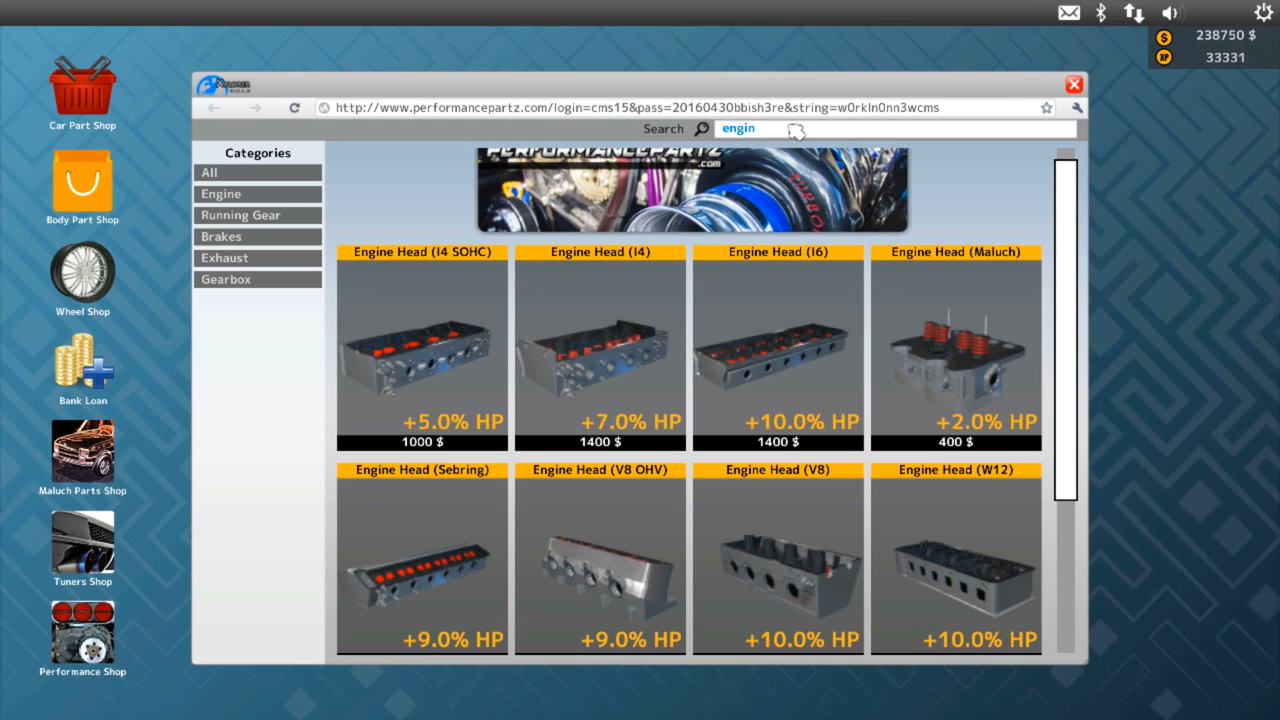 238750 $
33331
Car Part Shop
Body Part Shop
Wheel Shop
Bank Loan
Maluch Parts Shop
Tuners Shop
Performance Shop
XPLORER
http://www.performancepartz.com/login=cms15&pass=20160430bbish3re&string=w0rkIn0nn3wcms
Search engin
Categories
All
Engine
Running Gear
Brakes
Exhaust
Gearbox
PERFORMANCEPARTZ
.com
TURBO
Engine Head (I4 SOHC) Engine Head (I4) Engine Head (I6) Engine Head (Maluch)
+5.0% HP +7.0% HP +10.0% HP +2.0% HP
1000 $ 1400 $ 1400 $ 400 $
Engine Head (Sebring) Engine Head (V8 OHV) Engine Head (V8) Engine Head (W12)
+9.0% HP +9.0% HP +10.0% HP +10.0% HP